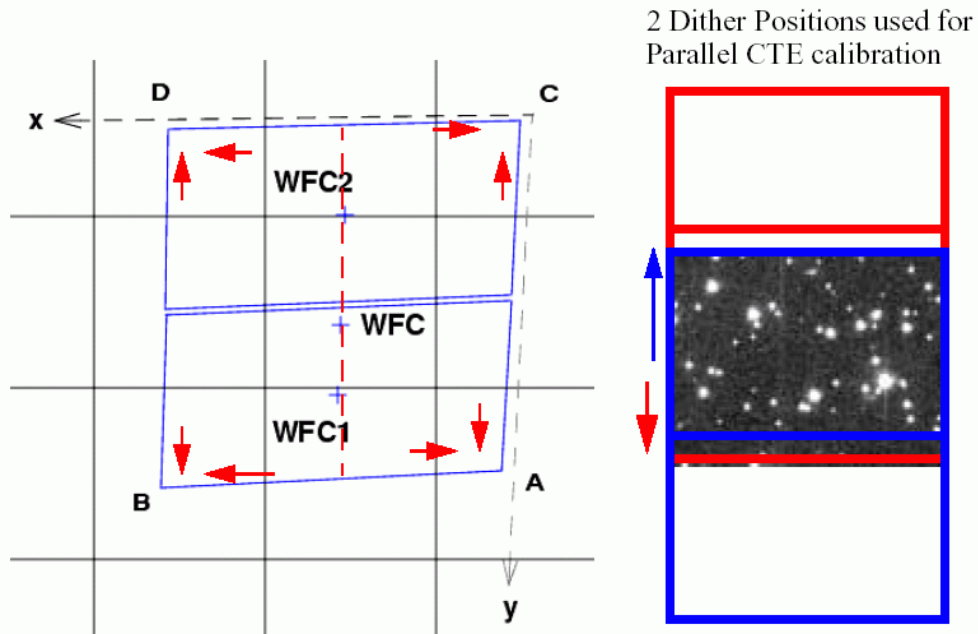 2 Dither Positions used for
Parallel CTE calibration
D
C
x
WFC2
WFC
WFC1
B
A
y